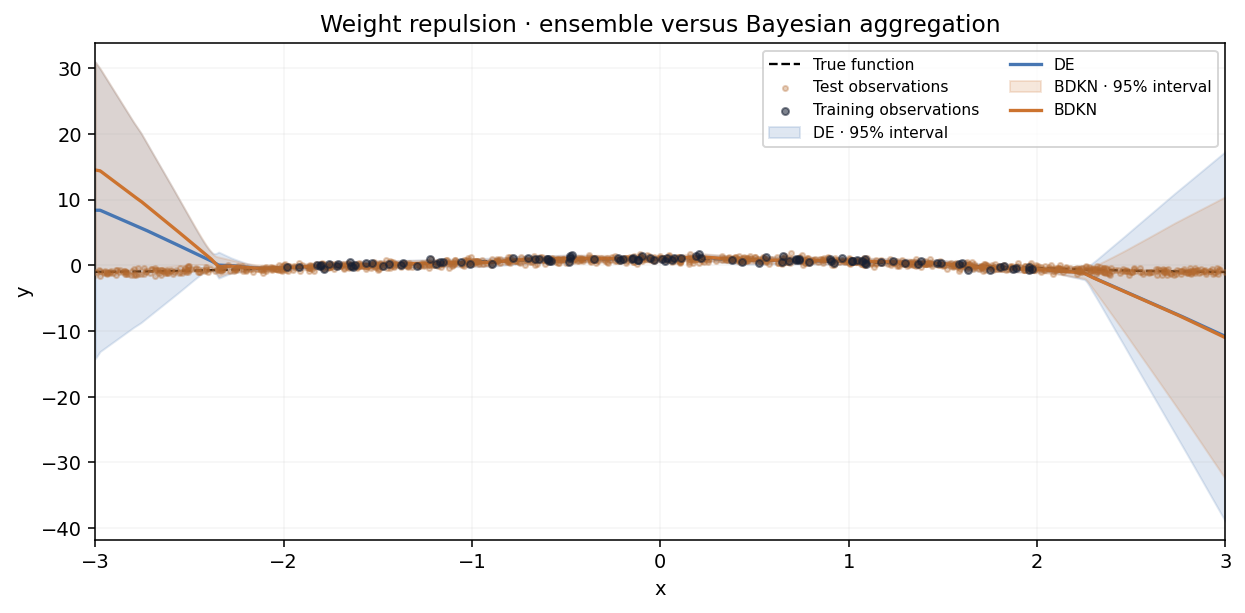 Weight repulsion · ensemble versus Bayesian aggregation
True function
Test observations
Training observations
DE · 95% interval
DE
BDKN · 95% interval
BDKN
30
20
10
0
−10
−20
−30
−40
y
−3
−2
−1
0
1
2
3
x